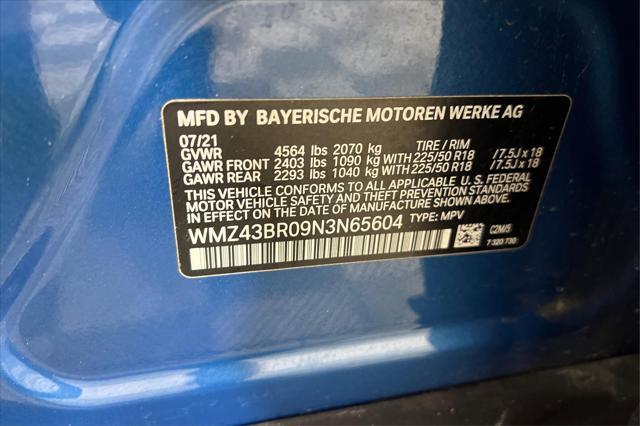 MFD BY BAYERISCHE MOTOREN WERKE AG
07/21
GVWR 4564 lbs 2070 kg TIRE / RIM
GAWR FRONT 2403 lbs 1090 kg WITH 225/50 R18 /7.5J x 18
GAWR REAR 2293 lbs 1040 kg WITH 225/50 R18 /7.5J x 18
THIS VEHICLE CONFORMS TO ALL APPLICABLE U.S. FEDERAL
MOTOR VEHICLE SAFETY AND THEFT PREVENTION STANDARDS
IN EFFECT ON THE DATE OF MANUFACTURE SHOWN ABOVE.
WMZ43BR09N3N65604 TYPE: MPV
C2M/5
7 320 730